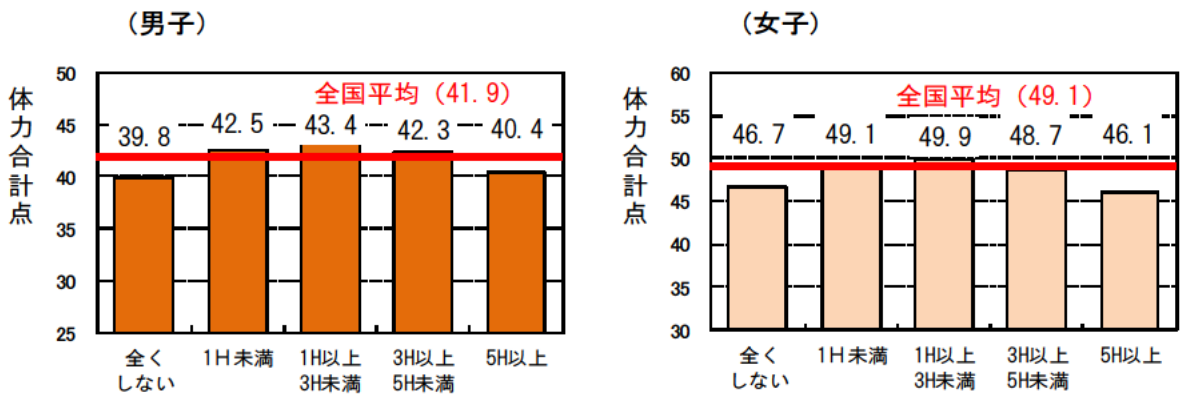 （男子）
体力合計点
50
45
40
35
30
25
全国平均（41.9）
39.8
42.5
43.4
42.3
40.4
全く
しない
1H未満
1H以上
3H未満
3H以上
5H未満
5H以上
（女子）
体力合計点
60
55
50
45
40
35
30
全国平均（49.1）
46.7
49.1
49.9
48.7
46.1
全く
しない
1H未満
1H以上
3H未満
3H以上
5H未満
5H以上